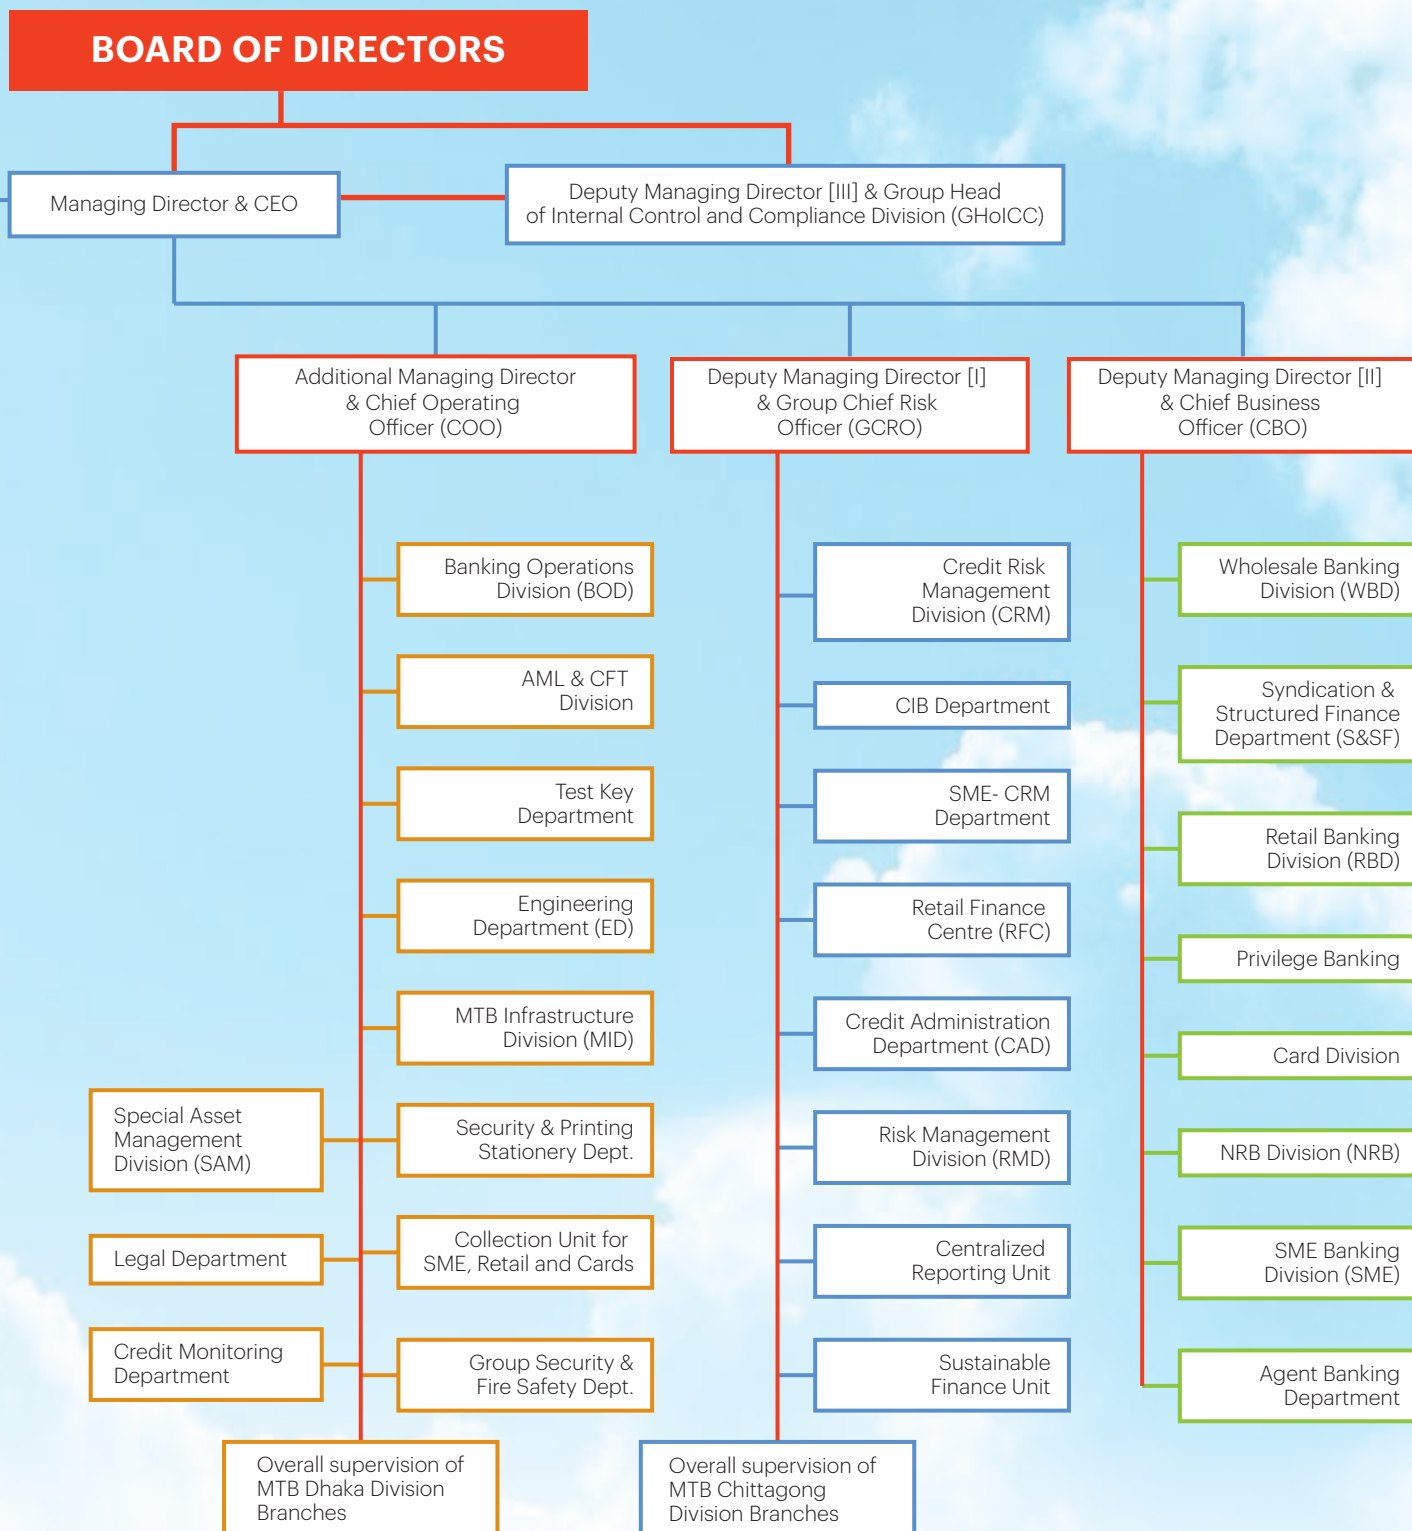 BOARD OF DIRECTORS
Managing Director & CEO
Deputy Managing Director [III] & Group Head
of Internal Control and Compliance Division (GHoICC)
Additional Managing Director
& Chief Operating
Officer (COO)
Deputy Managing Director [I]
& Group Chief Risk
Officer (GCRO)
Deputy Managing Director [II]
& Chief Business
Officer (CBO)
Banking Operations
Division (BOD)
AML & CFT
Division
Test Key
Department
Engineering
Department (ED)
MTB Infrastructure
Division (MID)
Special Asset
Management
Division (SAM)
Security & Printing
Stationery Dept.
Legal Department
Collection Unit for
SME, Retail and Cards
Credit Monitoring
Department
Group Security &
Fire Safety Dept.
Overall supervision of
MTB Dhaka Division
Branches
Credit Risk
Management
Division (CRM)
CIB Department
SME- CRM
Department
Retail Finance
Centre (RFC)
Credit Administration
Department (CAD)
Risk Management
Division (RMD)
Centralized
Reporting Unit
Sustainable
Finance Unit
Overall supervision of
MTB Chittagong
Division Branches
Wholesale Banking
Division (WBD)
Syndication &
Structured Finance
Department (S&SF)
Retail Banking
Division (RBD)
Privilege Banking
Card Division
NRB Division (NRB)
SME Banking
Division (SME)
Agent Banking
Department